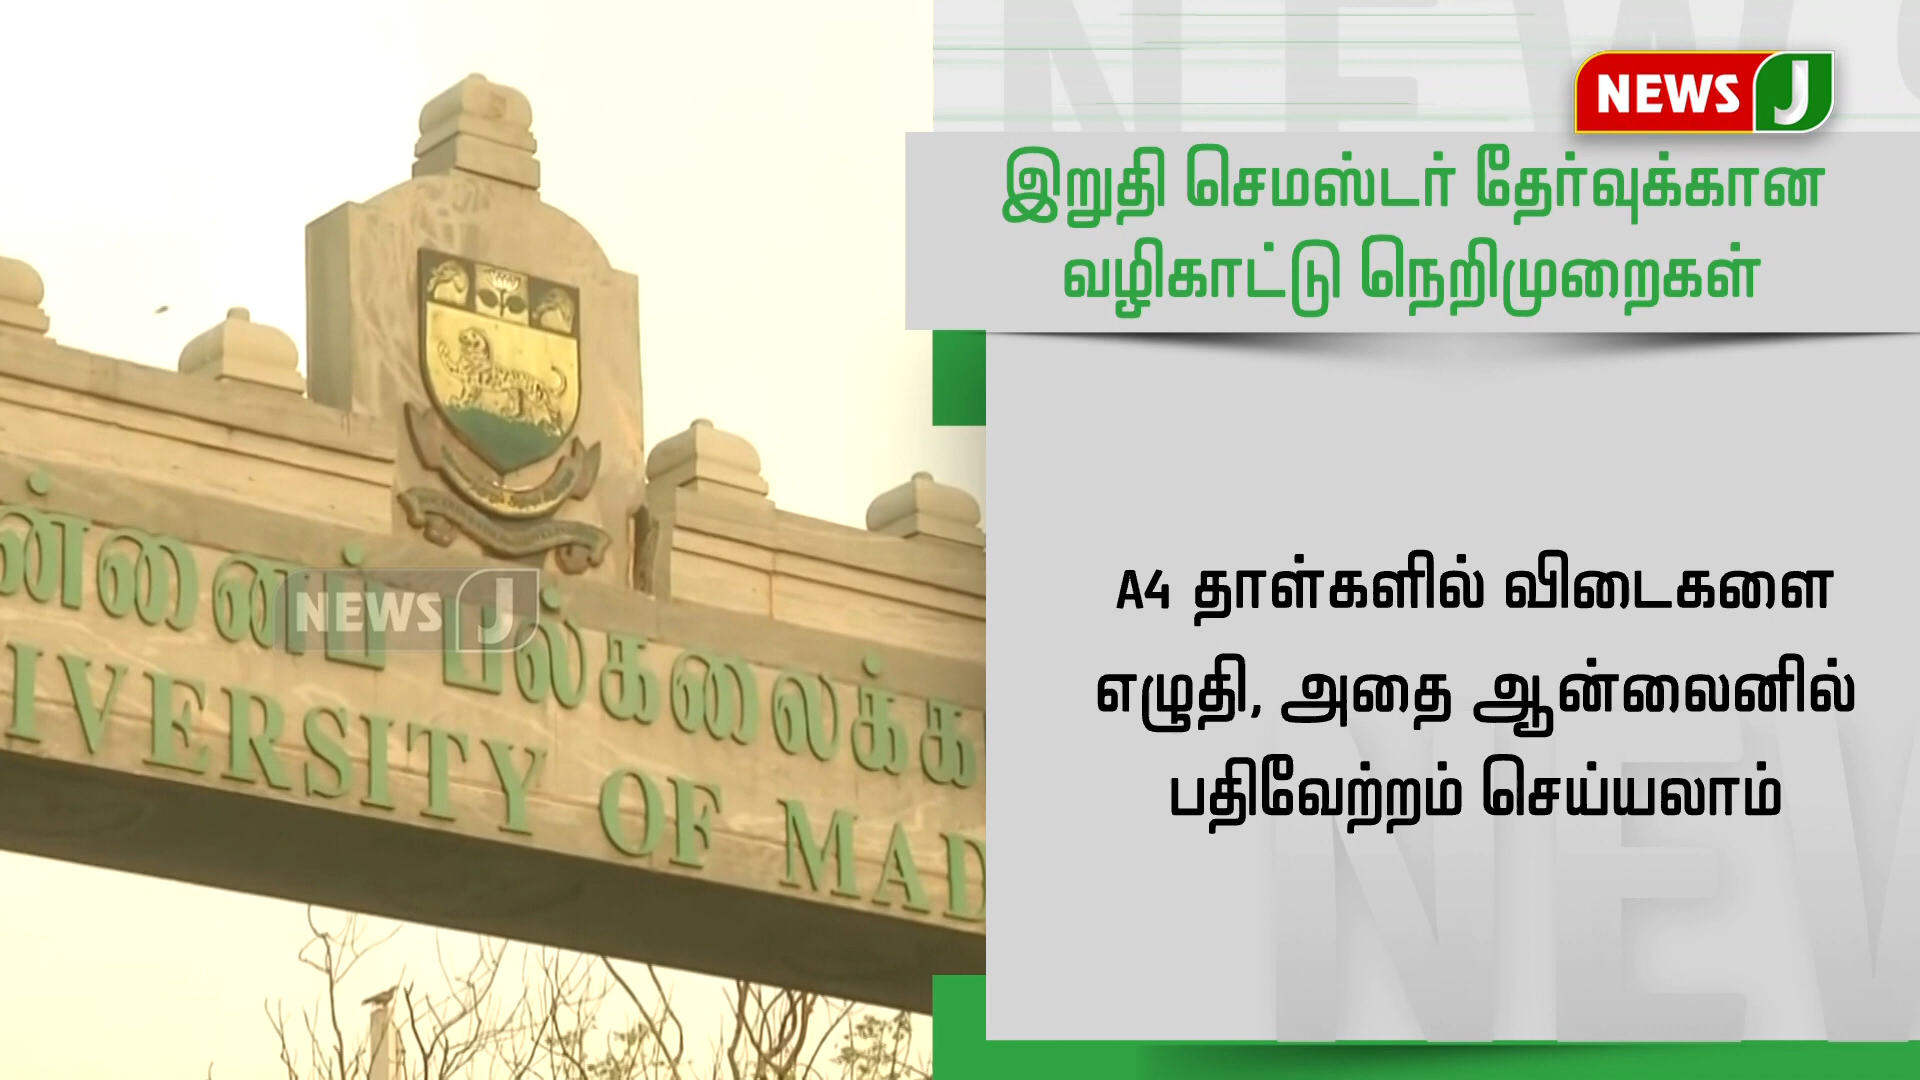 NEWS J
இறுதி செமஸ்டர் தேர்வுக்கான
வழிகாட்டு நெறிமுறைகள்
A4 தாள்களில் விடைகளை
எழுதி, அதை ஆன்லைனில்
பதிவேற்றம் செய்யலாம்
ன்னைப் பல்கலைக்க
NEWS J
IVERSITY OF MAD